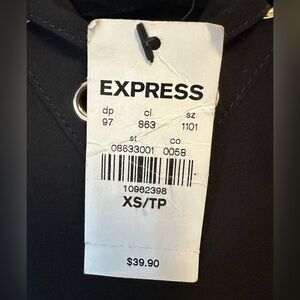 EXPRESS
dp cl sz
97 863 1101
st co
08633001 0058
10962398
XS/TP
$39.90